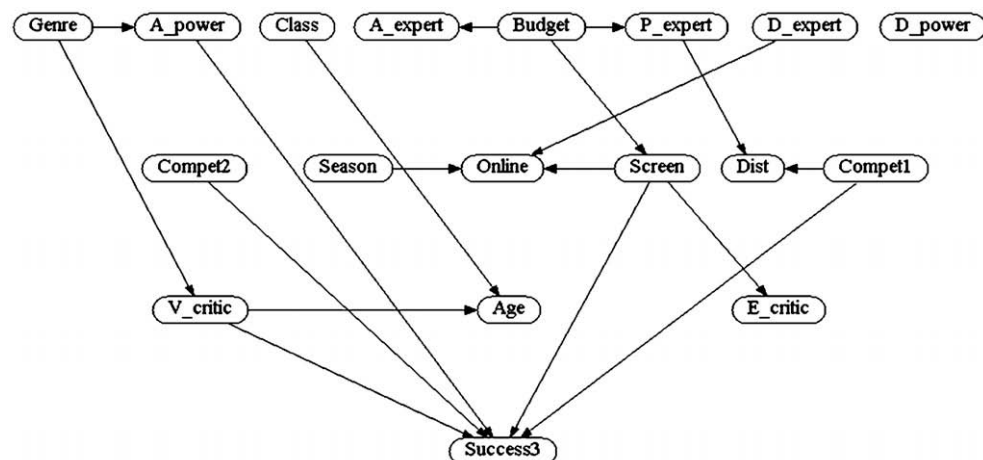 Genre A_power Class A_expert Budget P_expert D_expert D_power
Compet2 Season Online Screen Dist Compet1
V_critic Age E_critic
Success3